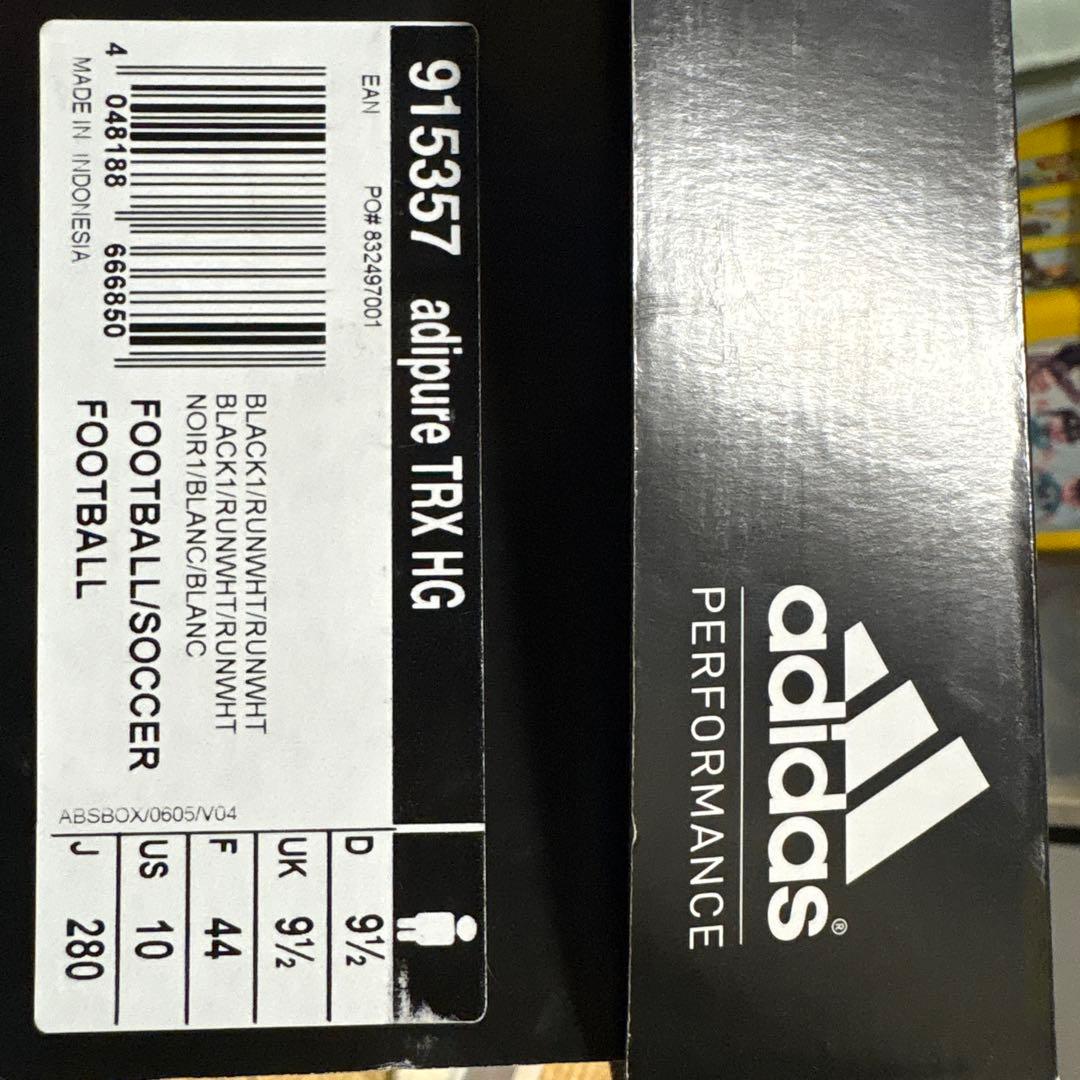 915357 adipure TRX HG
EAN PO# 832497001
4 048188 666850
MADE IN INDONESIA
BLACK1/RUNWHT/RUNWHT
BLACK1/RUNWHT/RUNWHT
NOIR1/BLANC/BLANC
FOOTBALL/SOCCER
FOOTBALL
ABSBOX/0605/V04
D 9½
UK 9½
F 44
US 10
J 280
adidas®
PERFORMANCE